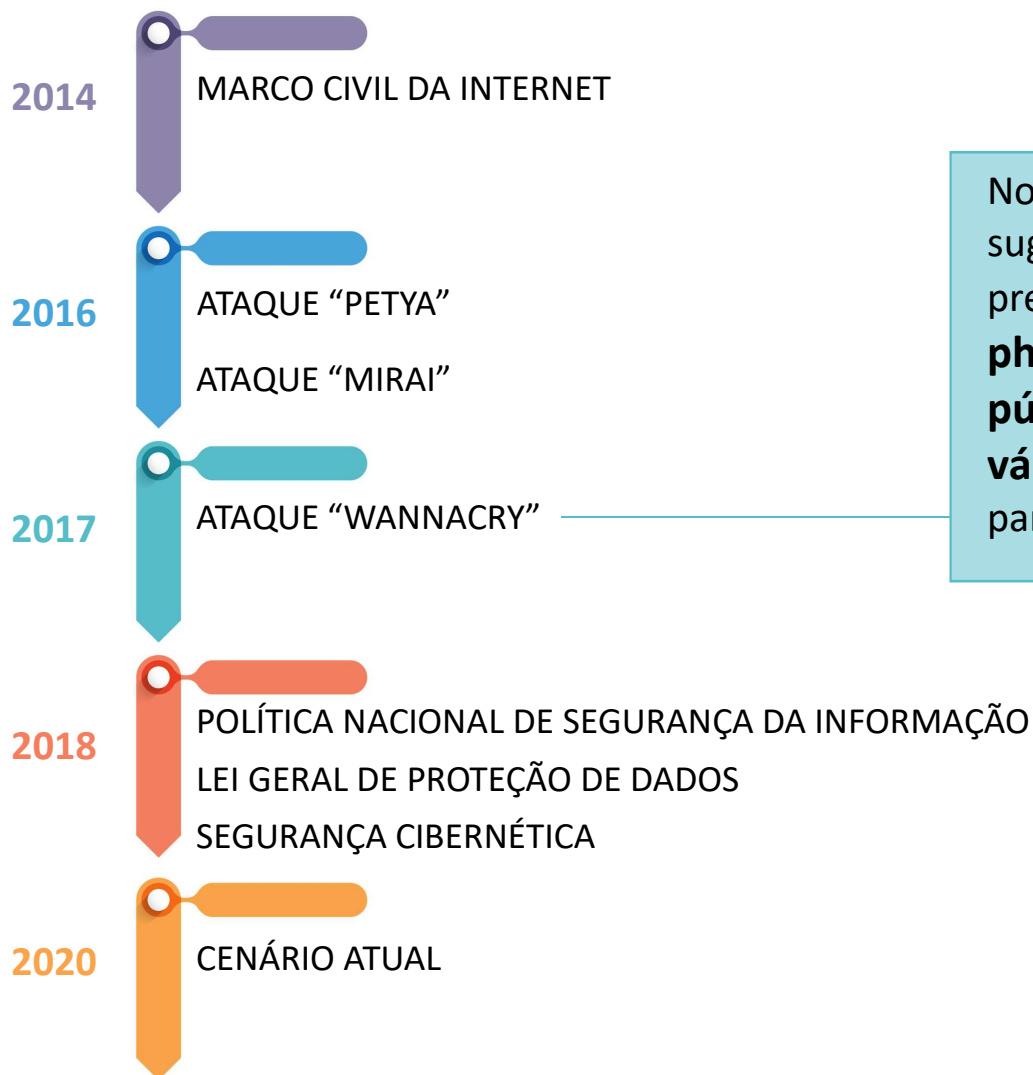 2014
MARCO CIVIL DA INTERNET
2016
ATAQUE “PETYA”
ATAQUE “MIRAI”
2017
ATAQUE “WANNACRY”
No
2018
POLÍTICA NACIONAL DE SEGURANÇA DA INFORMAÇÃO
LEI GERAL DE PROTEÇÃO DE DADOS
SEGURANÇA CIBERNÉTICA
2020
CENÁRIO ATUAL